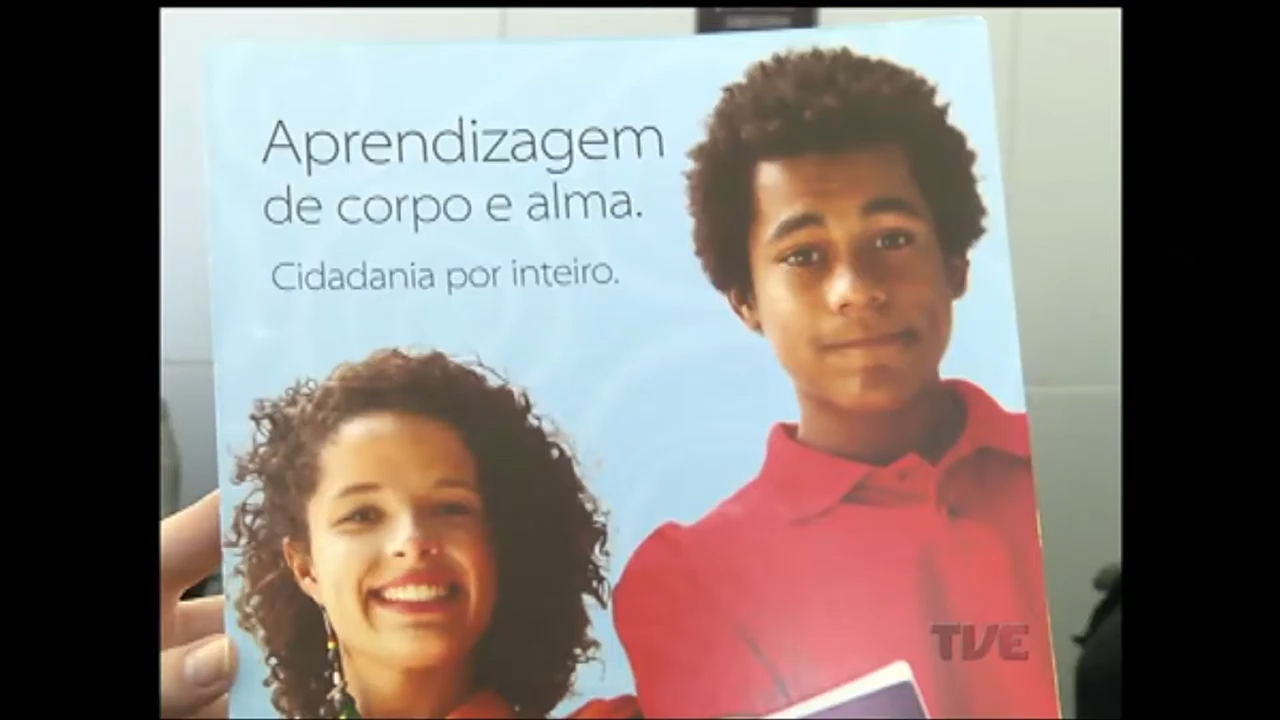 Aprendizagem
de corpo e alma.
Cidadania por inteiro.
TVE